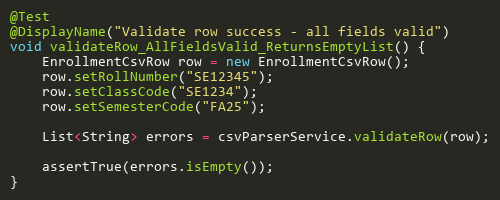 @Test
@DisplayName("Validate row success - all fields valid")
void validateRow_AllFieldsValid_ReturnsEmptyList() {
    EnrollmentCsvRow row = new EnrollmentCsvRow();
    row.setRollNumber("SE12345");
    row.setClassCode("SE1234");
    row.setSemesterCode("FA25");

    List<String> errors = csvParserService.validateRow(row);

    assertTrue(errors.isEmpty());
}